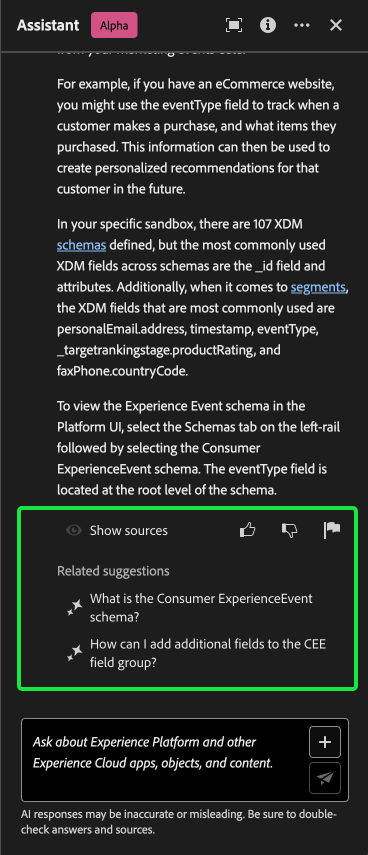 Assistant Alpha
For example, if you have an eCommerce website,
you might use the eventType field to track when a
customer makes a purchase, and what items they
purchased. This information can then be used to
create personalized recommendations for that
customer in the future.
In your specific sandbox, there are 107 XDM
schemas defined, but the most commonly used
XDM fields across schemas are the _id field and
attributes. Additionally, when it comes to segments,
the XDM fields that are most commonly used are
personalEmail.address, timestamp, eventType,
_targetrankingstage.productRating, and
faxPhone.countryCode.
To view the Experience Event schema in the
Platform UI, select the Schemas tab on the left-rail
followed by selecting the Consumer
ExperienceEvent schema. The eventType field is
located at the root level of the schema.
Show sources
Related suggestions
What is the Consumer ExperienceEvent
schema?
How can I add additional fields to the CEE
field group?
Ask about Experience Platform and other
Experience Cloud apps, objects, and content.
AI responses may be inaccurate or misleading. Be sure to double-
check answers and sources.